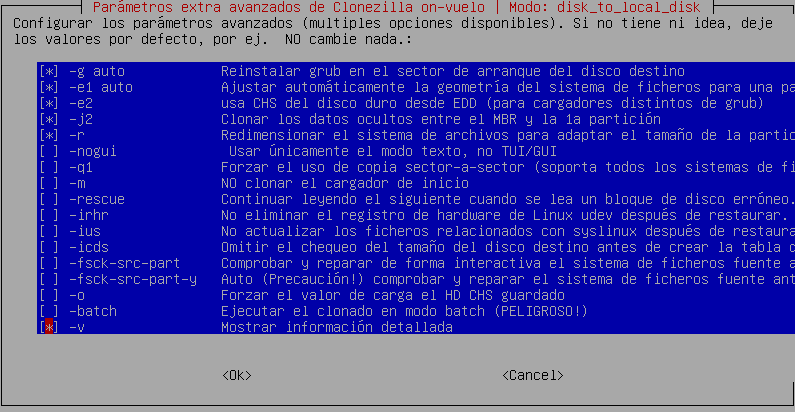 Parámetros extra avanzados de Clonezilla on-vuelo | Modo: disk_to_local_disk
Configurar los parámetros avanzados (multiples opciones disponibles). Si no tiene ni idea, deje
los valores por defecto, por ej.  NO cambie nada.:
[*] -g auto Reinstalar grub en el sector de arranque del disco destino
[*] -e1 auto Ajustar automáticamente la geometría del sistema de ficheros para una pa
[*] -e2 usa CHS del disco duro desde EDD (para cargadores distintos de grub)
[*] -j2 Clonar los datos ocultos entre el MBR y la 1a partición
[*] -r Redimensionar el sistema de archivos para adaptar el tamaño de la partic
[ ] -nogui Usar únicamente el modo texto, no TUI/GUI
[ ] -q1 Forzar el uso de copia sector-a-sector (soporta todos los sistemas de fi
[ ] -m NO clonar el cargador de inicio
[ ] -rescue Continuar leyendo el siguiente cuando se lea un bloque de disco erróneo.
[ ] -irhr No eliminar el registro de hardware de Linux udev después de restaurar.
[ ] -ius No actualizar los ficheros relacionados con syslinux después de restaura
[ ] -icds Omitir el chequeo del tamaño del disco destino antes de crear la tabla d
[ ] -fsck-src-part Comprobar y reparar de forma interactiva el sistema de ficheros fuente a
[ ] -fsck-src-part-y Auto (Precaución!) comprobar y reparar el sistema de ficheros fuente ant
[ ] -o Forzar el valor de carga el HD CHS guardado
[ ] -batch Ejecutar el clonado en modo batch (PELIGROSO!)
[*] -v Mostrar información detallada
<Ok> <Cancel>